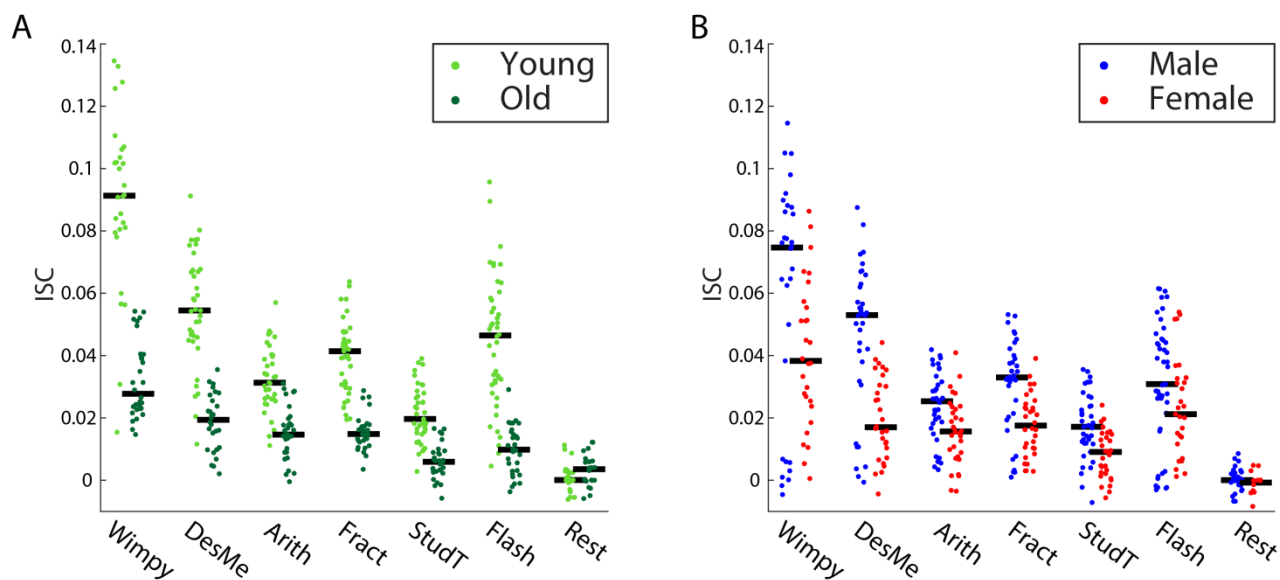 A
0.14
0.12
0.1
0.08
0.06
0.04
0.02
0
ISC
Young
Old
Wimpy
DesMe
Arith
Fract
StudT
Flash
Rest
B
0.14
0.12
0.1
0.08
0.06
0.04
0.02
0
ISC
Male
Female
Wimpy
DesMe
Arith
Fract
StudT
Flash
Rest